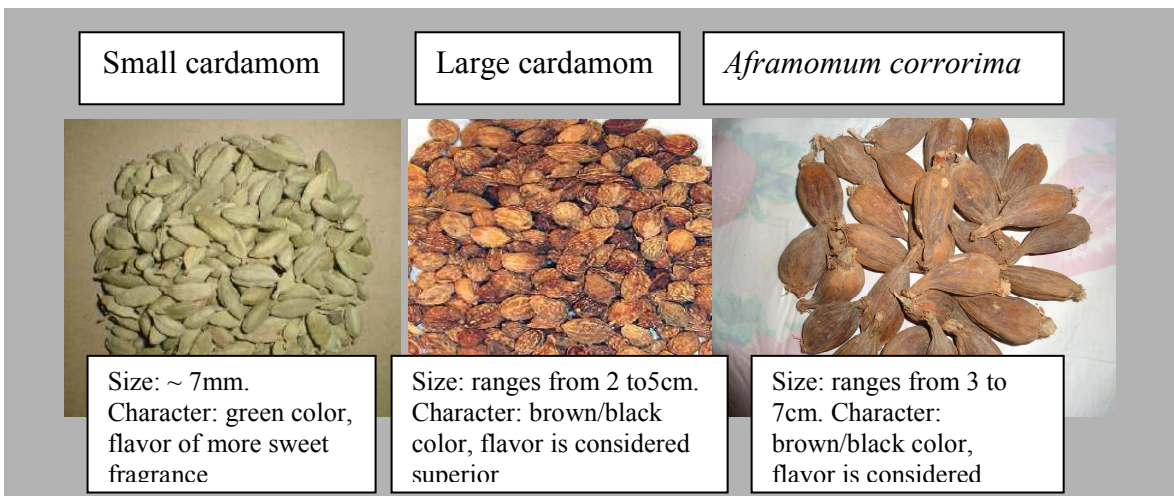 Small cardamom
Large cardamom
Aframomum corrorima
Size: ~ 7mm.
Character: green color,
flavor of more sweet
fragrance
Size: ranges from 2 to5cm.
Character: brown/black
color, flavor is considered
superior
Size: ranges from 3 to
7cm. Character:
brown/black color,
flavor is considered